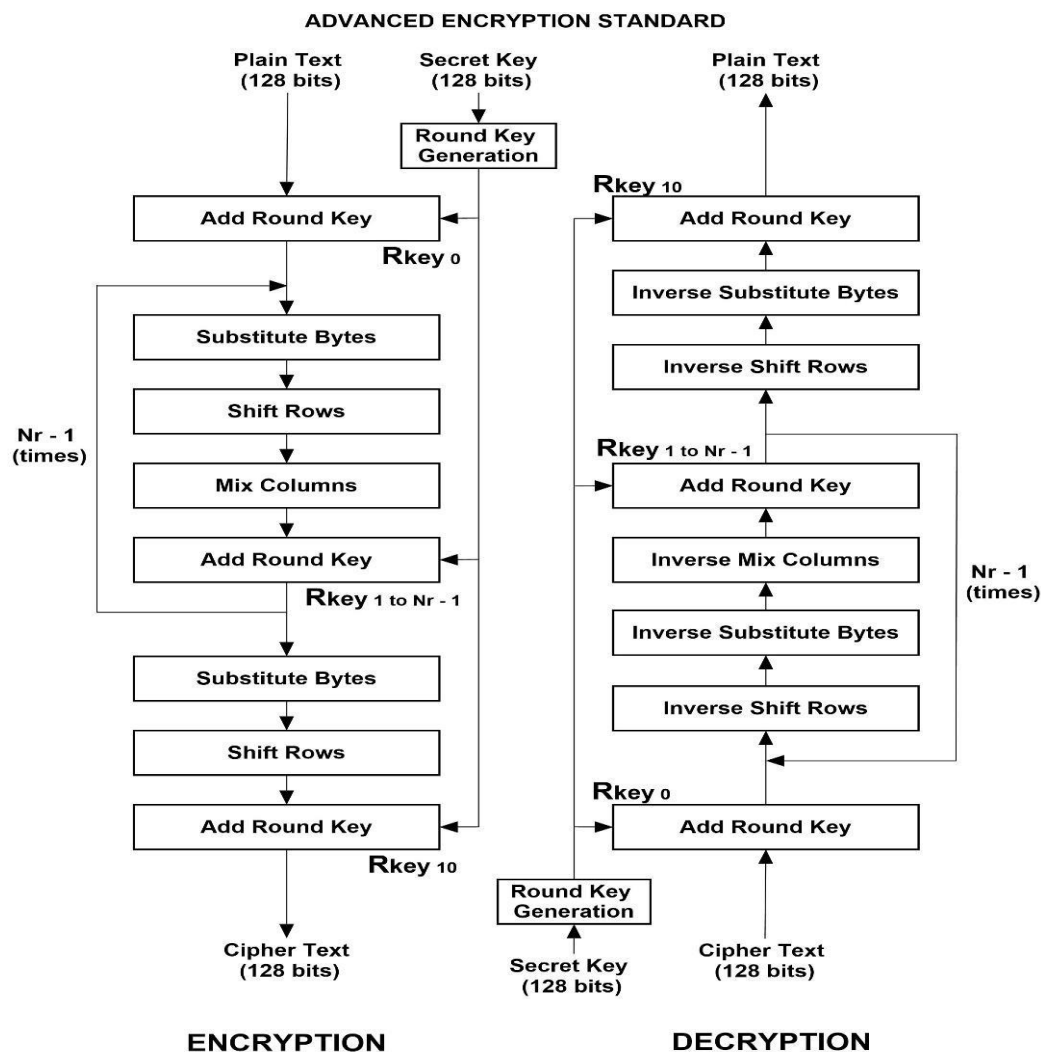 ADVANCED ENCRYPTION STANDARD
Plain Text
(128 bits)
Secret Key
(128 bits)
Round Key
Generation
Add Round Key
Rkey 0
Substitute Bytes
Shift Rows
Mix Columns
Add Round Key
Rkey 1 to Nr - 1
Nr - 1
(times)
Substitute Bytes
Shift Rows
Add Round Key
Rkey 10
Cipher Text
(128 bits)
ENCRYPTION
Plain Text
(128 bits)
Rkey 10
Add Round Key
Inverse Substitute Bytes
Inverse Shift Rows
Rkey 1 to Nr - 1
Add Round Key
Inverse Mix Columns
Nr - 1
(times)
Inverse Substitute Bytes
Inverse Shift Rows
Rkey 0
Add Round Key
Round Key
Generation
Secret Key
(128 bits)
Cipher Text
(128 bits)
DECRYPTION